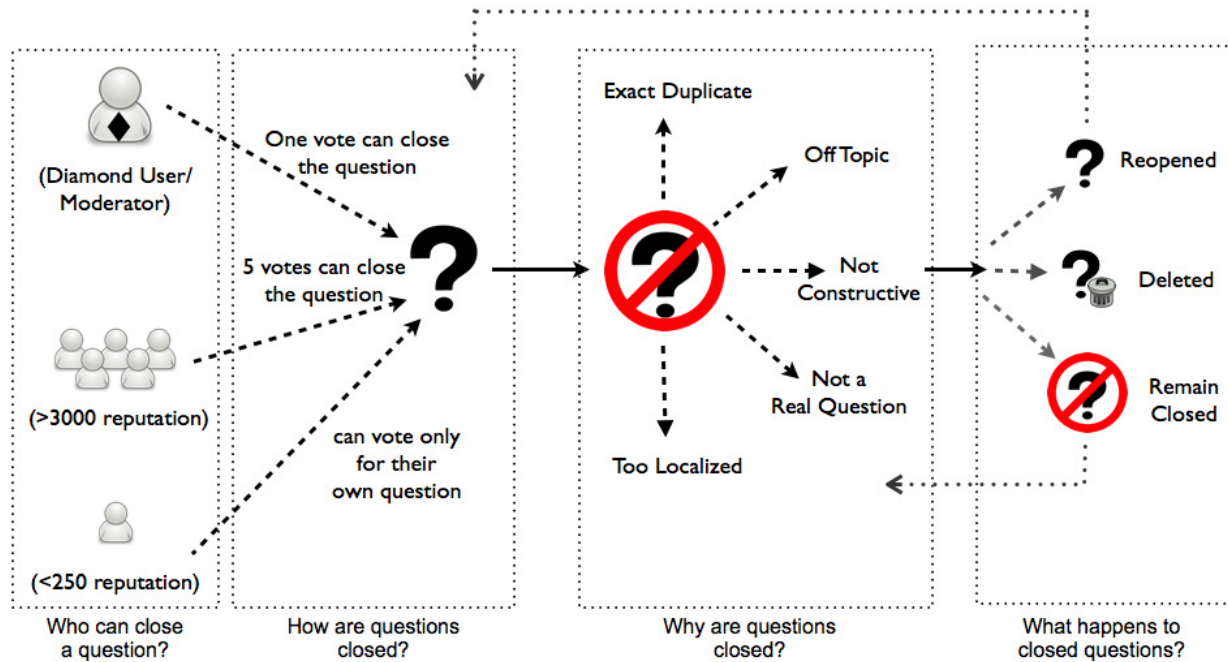 (Diamond User/
Moderator)
(>3000 reputation)
(<250 reputation)
Who can close
a question?
One vote can close
the question
5 votes can close
the question
can vote only
for their
own question
?
How are questions
closed?
Exact Duplicate
Off Topic
?
Not
Constructive
Not a
Real Question
Too Localized
Why are questions
closed?
? Reopened
? Deleted
? Remain
Closed
What happens to
closed questions?